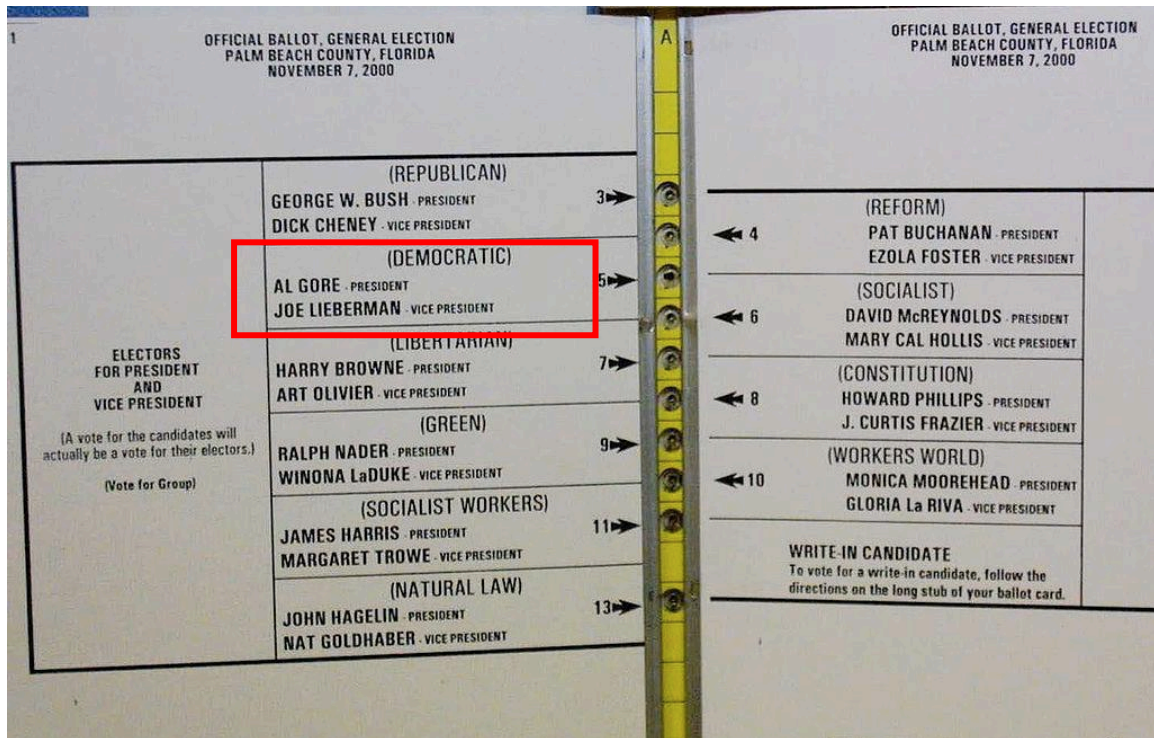 1
OFFICIAL BALLOT, GENERAL ELECTION
PALM BEACH COUNTY, FLORIDA
NOVEMBER 7, 2000
ELECTORS
FOR PRESIDENT
AND
VICE PRESIDENT
(A vote for the candidates will
actually be a vote for their electors.)
(Vote for Group)
(REPUBLICAN)
GEORGE W. BUSH - PRESIDENT
DICK CHENEY - VICE PRESIDENT
3
(DEMOCRATIC)
AL GORE - PRESIDENT
JOE LIEBERMAN - VICE PRESIDENT
5
(LIBERTARIAN)
HARRY BROWNE - PRESIDENT
ART OLIVIER - VICE PRESIDENT
7
(GREEN)
RALPH NADER - PRESIDENT
WINONA LaDUKE - VICE PRESIDENT
9
(SOCIALIST WORKERS)
JAMES HARRIS - PRESIDENT
MARGARET TROWE - VICE PRESIDENT
11
(NATURAL LAW)
JOHN HAGELIN - PRESIDENT
NAT GOLDHABER - VICE PRESIDENT
13
A
OFFICIAL BALLOT, GENERAL ELECTION
PALM BEACH COUNTY, FLORIDA
NOVEMBER 7, 2000
(REFORM)
4 PAT BUCHANAN - PRESIDENT
EZOLA FOSTER - VICE PRESIDENT
(SOCIALIST)
6 DAVID McREYNOLDS - PRESIDENT
MARY CAL HOLLIS - VICE PRESIDENT
(CONSTITUTION)
8 HOWARD PHILLIPS - PRESIDENT
J. CURTIS FRAZIER - VICE PRESIDENT
(WORKERS WORLD)
10 MONICA MOOREHEAD - PRESIDENT
GLORIA La RIVA - VICE PRESIDENT
WRITE-IN CANDIDATE
To vote for a write-in candidate, follow the
directions on the long stub of your ballot card.